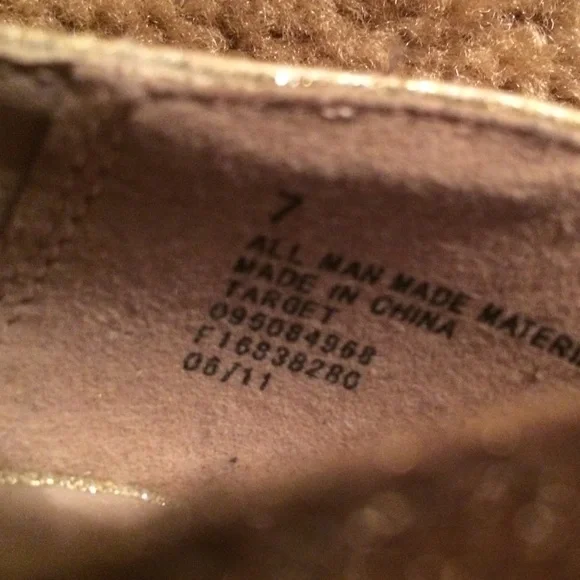 7
ALL MAN MADE MATERI
MADE IN CHINA
TARGET
095084968
F16838280
06/11